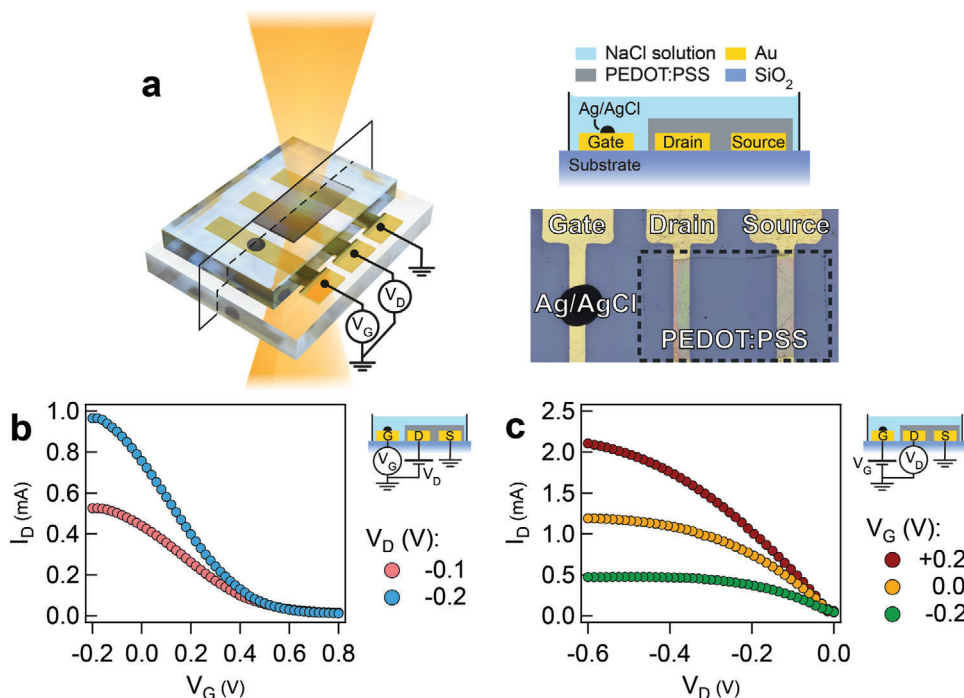 a
NaCl solution
Au
PEDOT:PSS
SiO2
Ag/AgCl
Gate
Drain
Source
Substrate
VG
VD
Gate
Drain
Source
Ag/AgCl
PEDOT:PSS
b
1.0
0.8
0.6
0.4
0.2
0.0
ID (mA)
-0.2
0.0
0.2
0.4
0.6
0.8
VG (V)
G
D
S
VG
VD
VD (V):
-0.1
-0.2
c
2.5
2.0
1.5
1.0
0.5
0.0
ID (mA)
-0.6
-0.4
-0.2
0.0
VD (V)
G
D
S
VG
VD
VG (V)
+0.2
0.0
-0.2